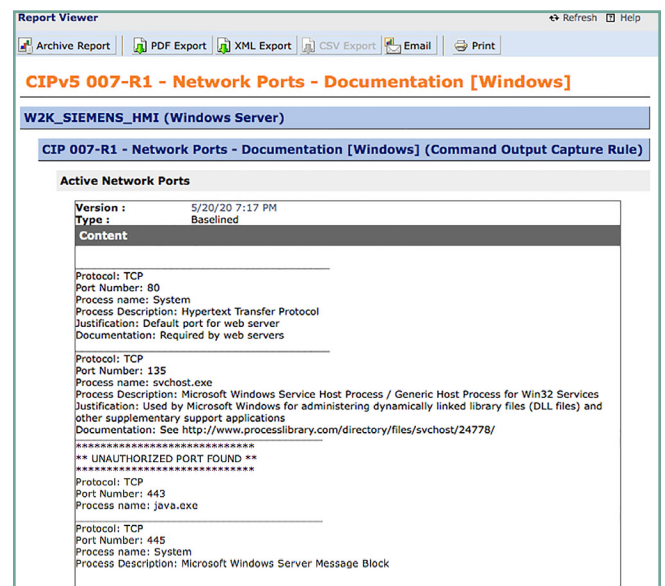 Report Viewer
Refresh ? Help
Archive Report PDF Export XML Export CSV Export Email Print
CIPv5 007-R1 - Network Ports - Documentation [Windows]
W2K_SIEMENS_HMI (Windows Server)
CIP 007-R1 - Network Ports - Documentation [Windows] (Command Output Capture Rule)
Active Network Ports
Version : 5/20/20 7:17 PM
Type : Baselined
Content
Protocol: TCP
Port Number: 80
Process name: System
Process Description: Hypertext Transfer Protocol
Justification: Default port for web server
Documentation: Required by web servers
Protocol: TCP
Port Number: 135
Process name: svchost.exe
Process Description: Microsoft Windows Service Host Process / Generic Host Process for Win32 Services
Justification: Used by Microsoft Windows for administering dynamically linked library files (DLL files) and
other supplementary support applications
Documentation: See http://www.processlibrary.com/directory/files/svchost/24778/
*****************************
** UNAUTHORIZED PORT FOUND **
*****************************
Protocol: TCP
Port Number: 443
Process name: java.exe
Protocol: TCP
Port Number: 445
Process name: System
Process Description: Microsoft Windows Server Message Block